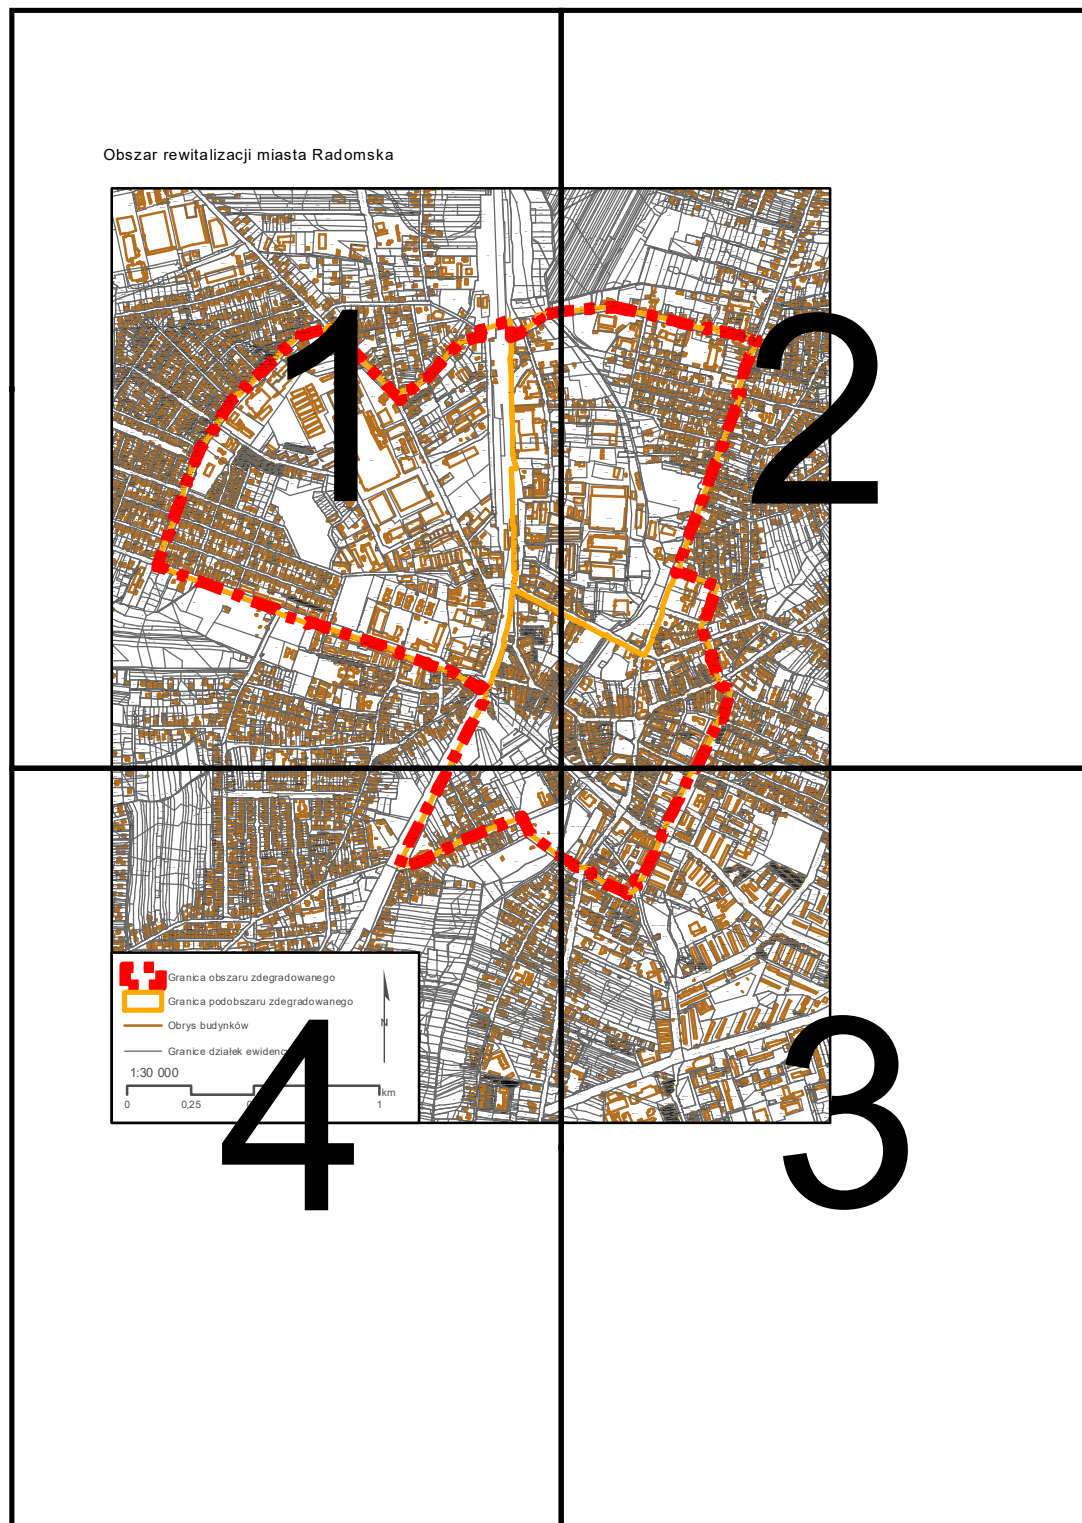 Obszar rewitalizacji miasta Radomska
1
2
Granica obszaru zdegradowanego
Granica podobszaru zdegradowanego
Obrys budynków
Granice działek
N
1:30 000
km
0
0,25
1
4
3